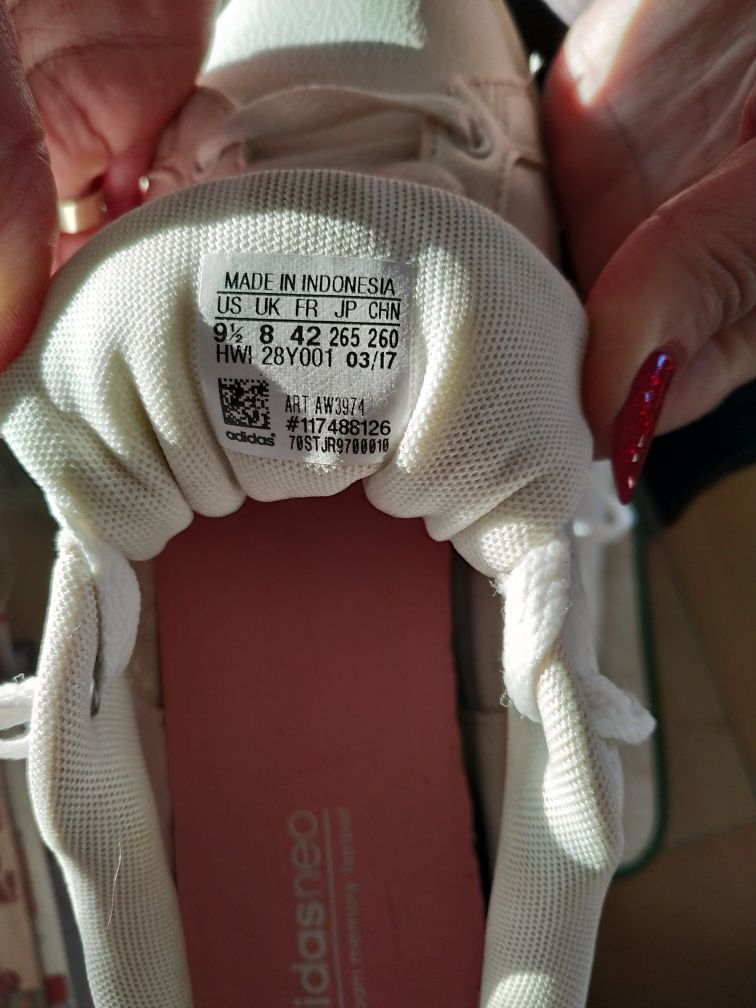 MADE IN INDONESIA
US UK FR JP CHN
9½ 8 42 265 260
HWI 28Y001 03/17
ART AW3974
#117488126
adidas® 70STJR9700010
idasneo